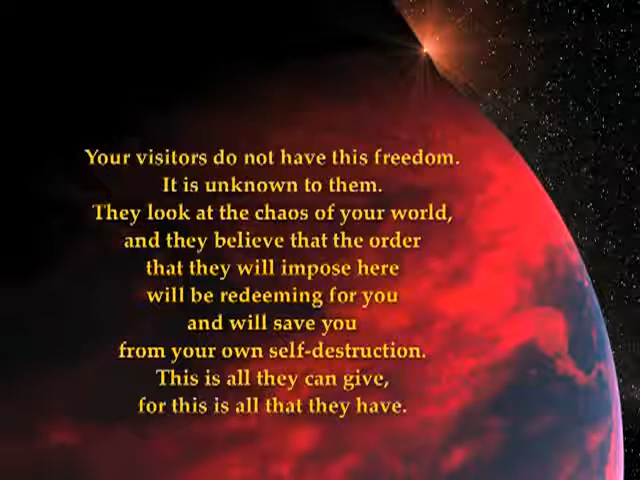 Your visitors do not have this freedom.
It is unknown to them.
They look at the chaos of your world,
and they believe that the order
that they will impose here
will be redeeming for you
and will save you
from your own self-destruction.
This is all they can give,
for this is all that they have.